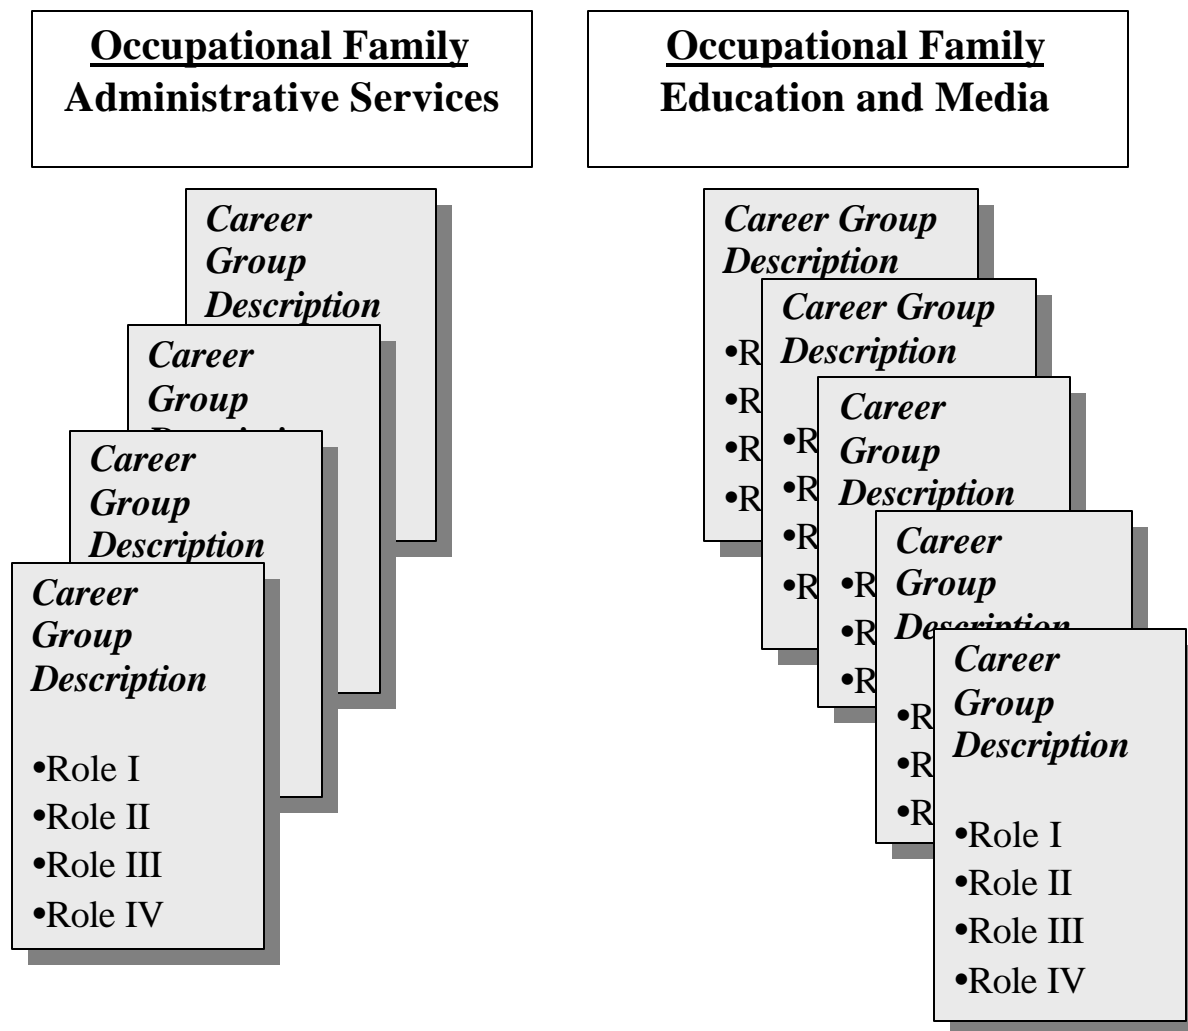 Occupational Family
Administrative Services
Occupational Family
Education and Media
Career
Group
Description
Career
Group
Career
Group
Description
Career
Group
Description
•Role I
•Role II
•Role III
•Role IV
Career Group
Description
•R
•R
•R
•R
Career Group
Description
•R
•R
•R
•R
Career
Group
Description
•R
•R
•R
Career
Group
Description
•R
•R
•R
Career
Group
Description
•Role I
•Role II
•Role III
•Role IV